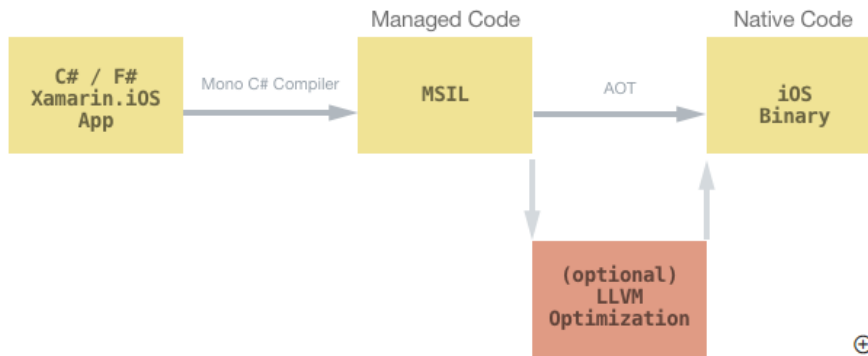 Managed Code
Native Code
C# / F#
Xamarin.iOS
App
Mono C# Compiler
MSIL
AOT
iOS
Binary
(optional)
LLVM
Optimization